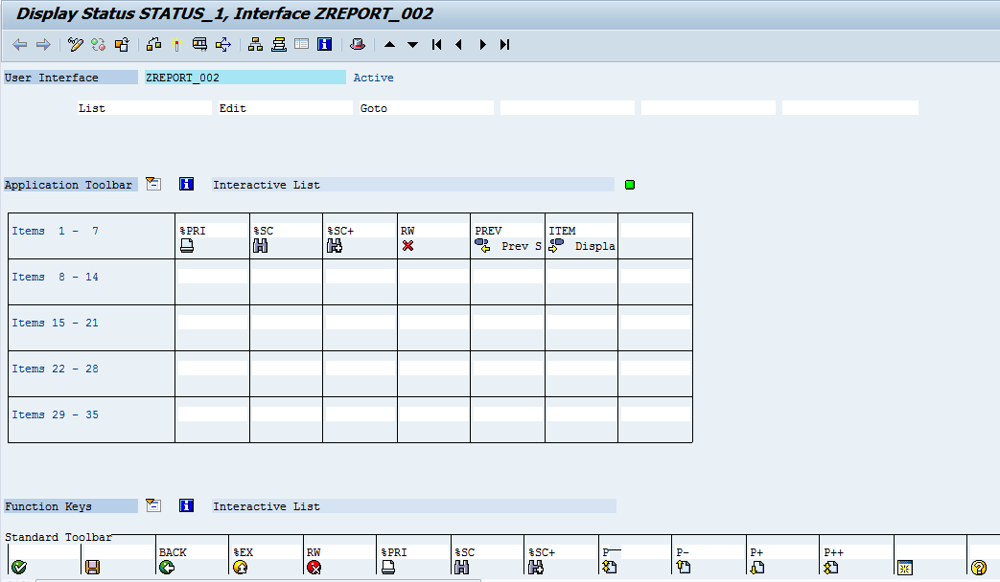 Display Status STATUS_1, Interface ZREPORT_002
User Interface ZREPORT_002 Active
List Edit Goto
Application Toolbar Interactive List
Items 1 - 7 %PRI %SC %SC+ RW PREV ITEM
Prev S Displa
Items 8 - 14
Items 15 - 21
Items 22 - 28
Items 29 - 35
Function Keys Interactive List
Standard Toolbar
BACK %EX RW %PRI %SC %SC+ P-- P- P+ P++